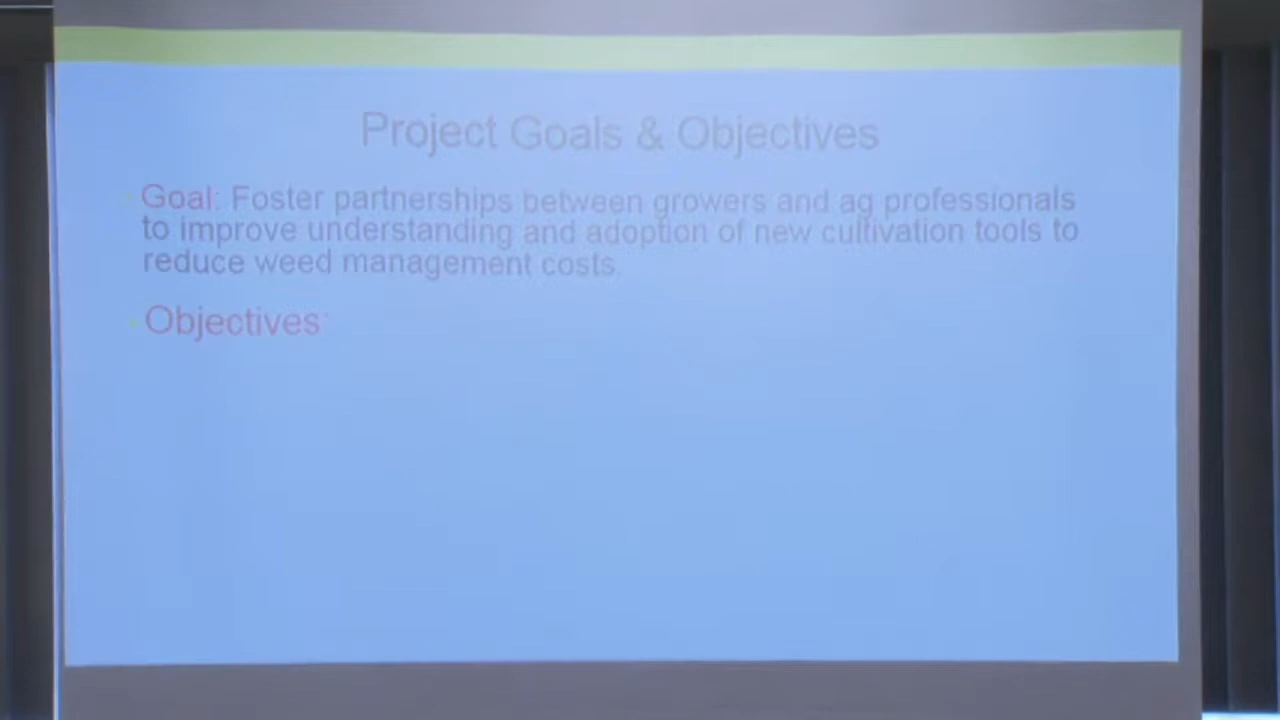 Project Goals & Objectives
Goal: Foster partnerships between growers and ag professionals
to improve understanding and adoption of new cultivation tools to
reduce weed management costs.
Objectives: